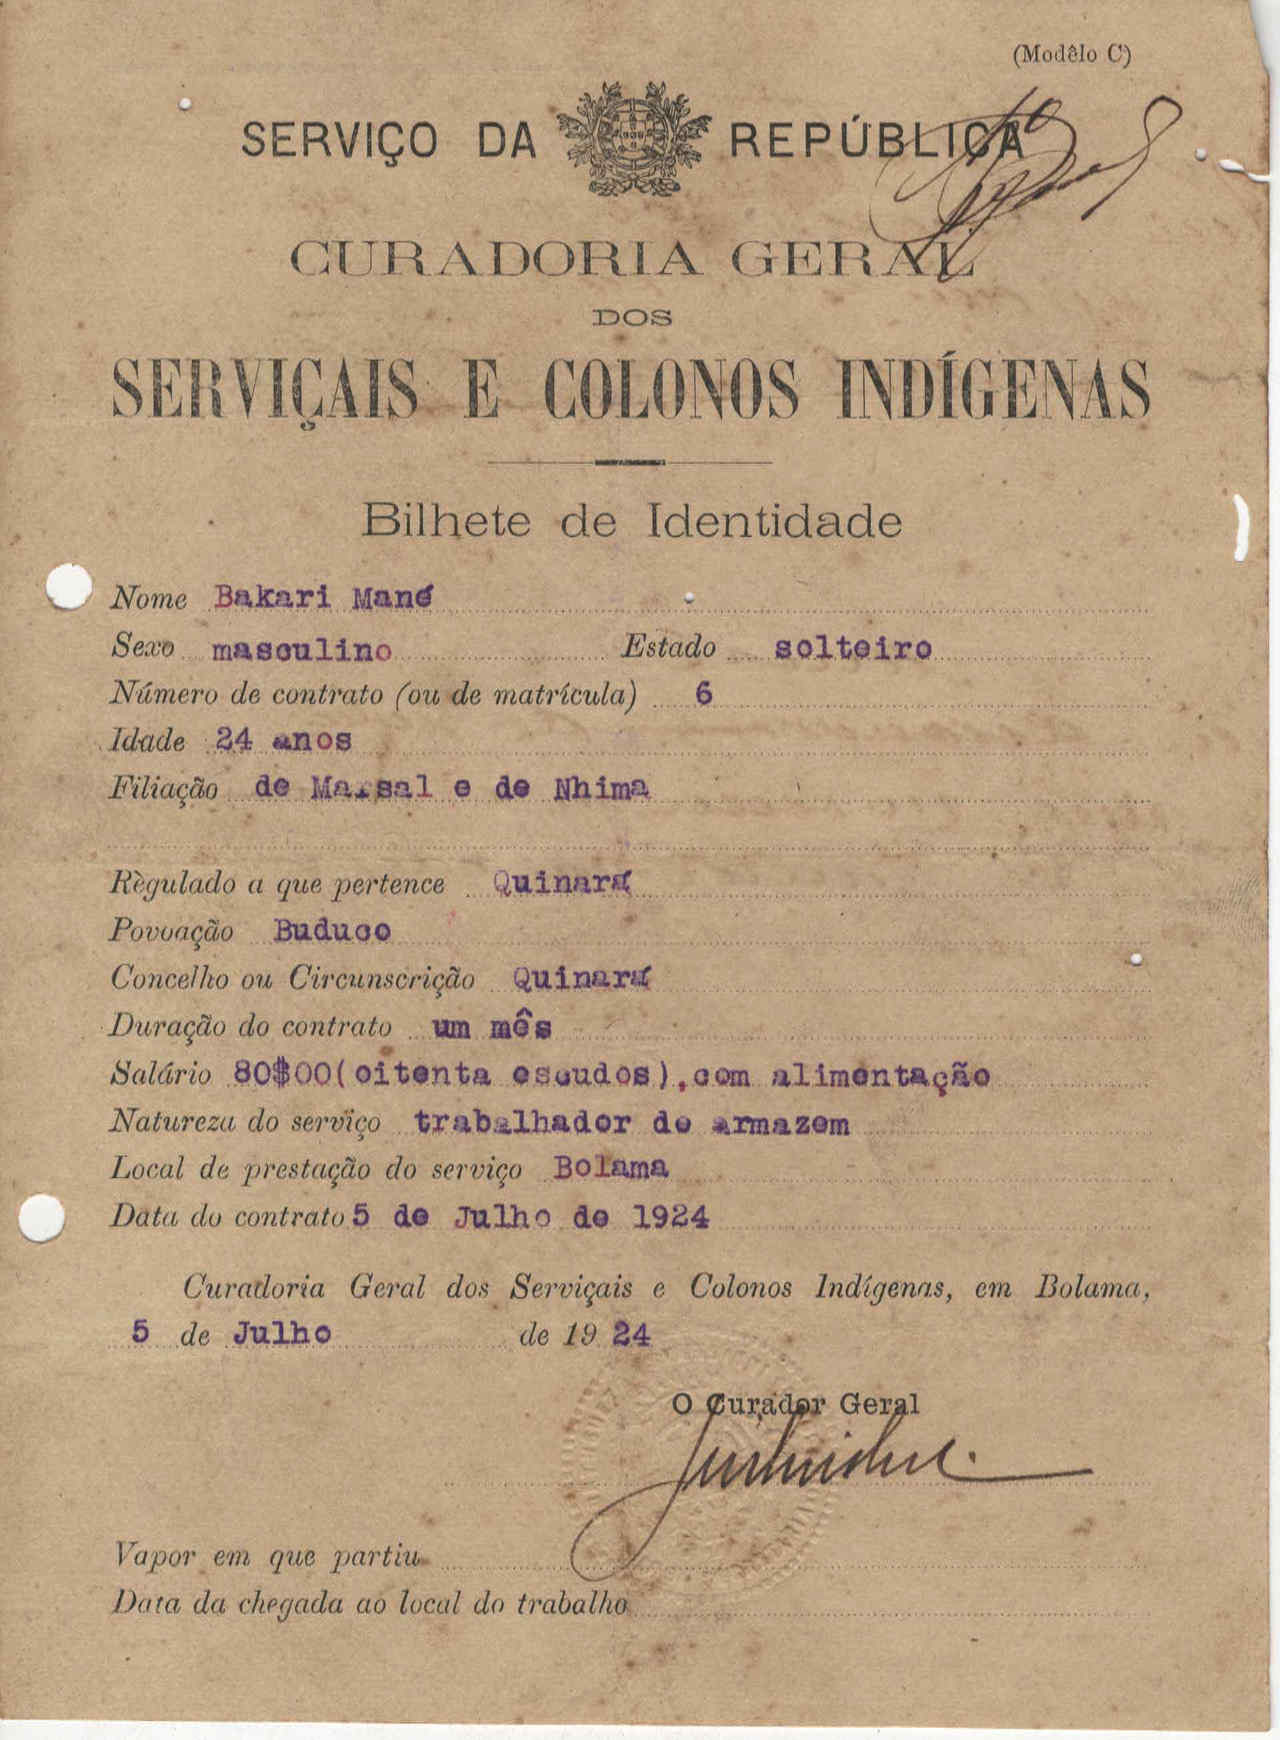 (Modêlo C)
SERVIÇO DA REPÚBLICA
CURADORIA GERAL
DOS
SERVIÇAIS E COLONOS INDÍGENAS
Bilhete de Identidade
Nome Bakari Mané
Sexo masculino Estado solteiro
Número de contrato (ou de matrícula) 6
Idade 24 anos
Filiação de Marsal e de Nhima
Règulado a que pertence Quinará
Povoação Buduco
Concelho ou Circunscrição Quinará
Duração do contrato um mês
Salário 80$00(oitenta escudos),com alimentação
Natureza do serviço trabalhador de armazem
Local de prestação do serviço Bolama
Data do contrato 5 de Julho de 1924
Curadoria Geral dos Serviçais e Colonos Indígenas, em Bolama,
5 de Julho de 1924
O Curador Geral
Vapor em que partiu
Data da chegada ao local do trabalho